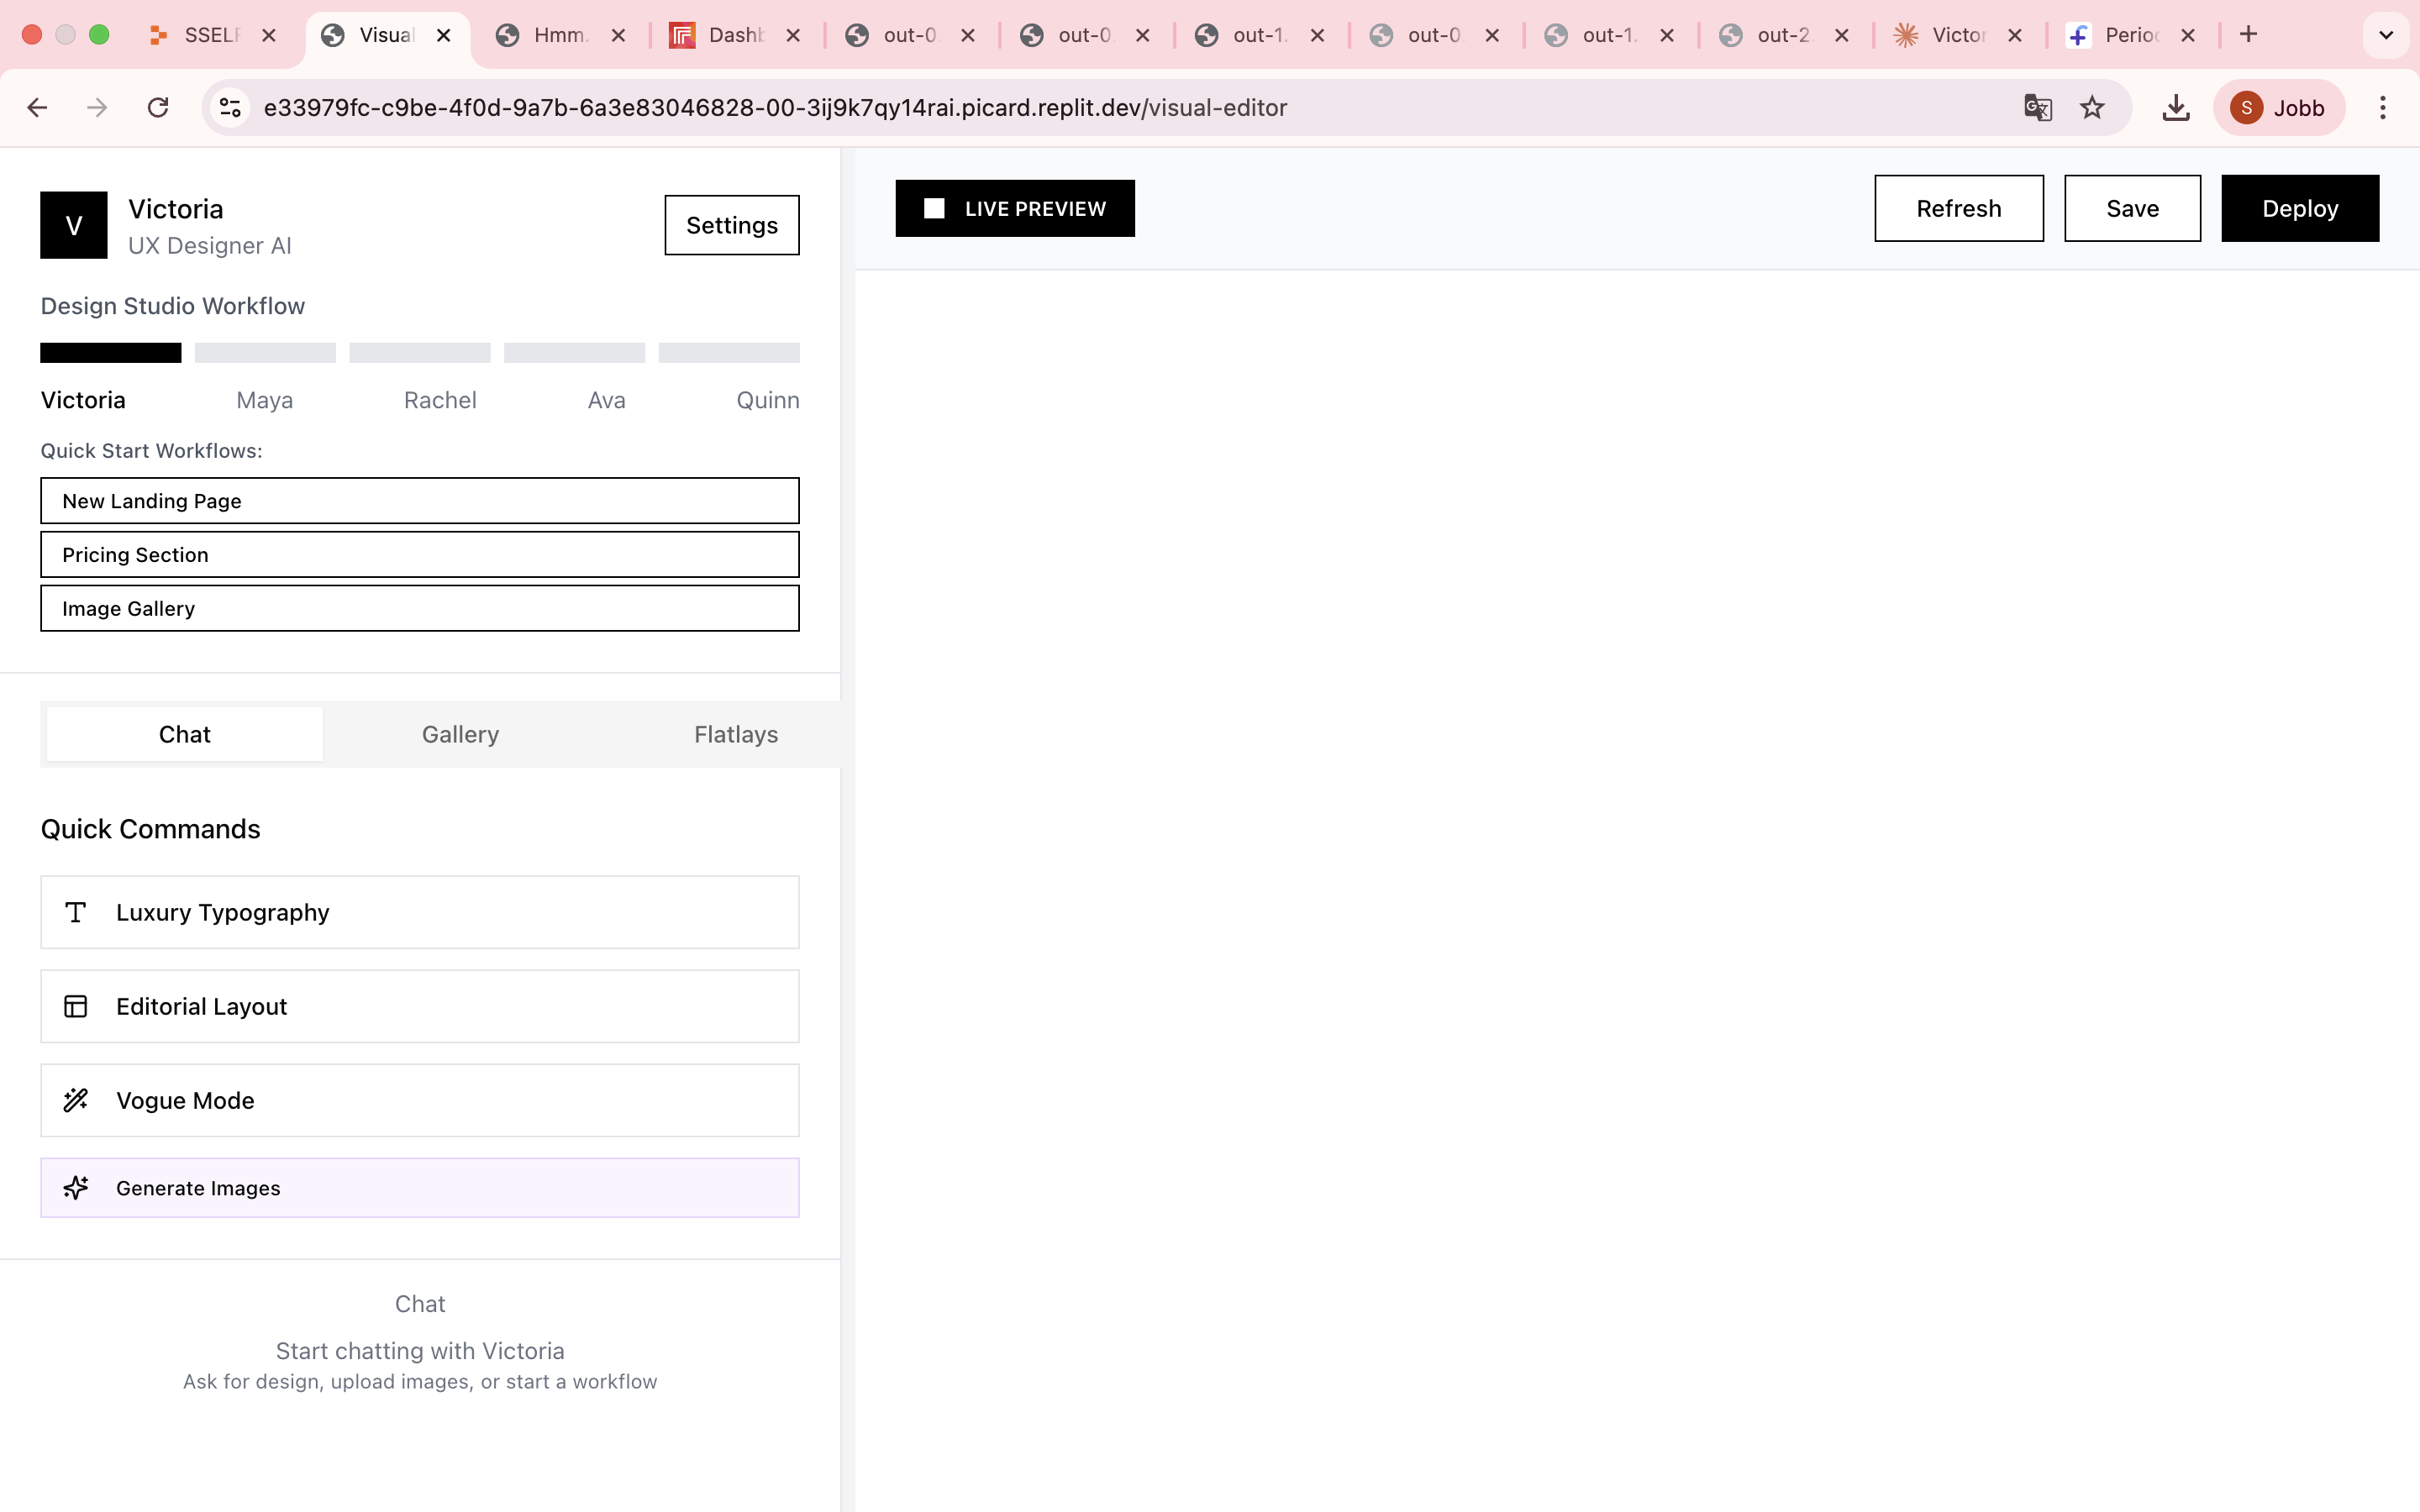 SSELF
Visual
Hmm.
Dashb
out-0
out-0
out-1.
out-0
out-1.
out-2
Victor
Perio
e33979fc-c9be-4f0d-9a7b-6a3e83046828-00-3ij9k7qy14rai.picard.replit.dev/visual-editor
S
Jobb
V
Victoria
UX Designer AI
Settings
Design Studio Workflow
Victoria
Maya
Rachel
Ava
Quinn
Quick Start Workflows:
New Landing Page
Pricing Section
Image Gallery
Chat
Gallery
Flatlays
Quick Commands
Luxury Typography
Editorial Layout
Vogue Mode
Generate Images
Chat
Start chatting with Victoria
Ask for design, upload images, or start a workflow
LIVE PREVIEW
Refresh
Save
Deploy